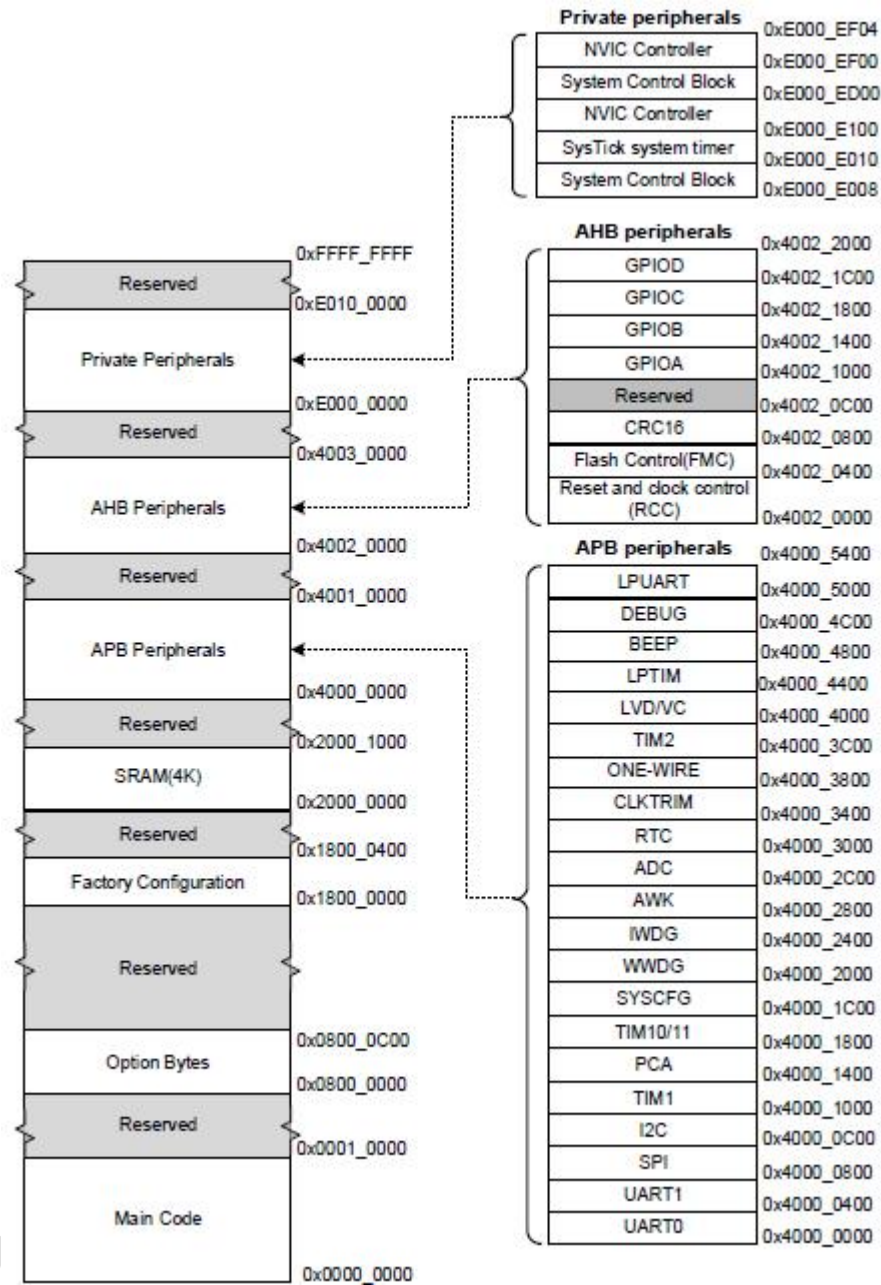 Private peripherals
0xE000_EF04
NVIC Controller
0xE000_EF00
System Control Block
0xE000_ED00
NVIC Controller
0xE000_E100
SysTick system timer
0xE000_E010
System Control Block
0xE000_E008
0xFFFF_FFFF
Reserved
0xE010_0000
Private Peripherals
0xE000_0000
Reserved
0x4003_0000
AHB Peripherals
0x4002_0000
Reserved
0x4001_0000
APB Peripherals
0x4000_0000
Reserved
0x2000_1000
SRAM(4K)
0x2000_0000
Reserved
0x1800_0400
Factory Configuration
0x1800_0000
Reserved
0x0800_0C00
Option Bytes
0x0800_0000
Reserved
0x0001_0000
Main Code
0x0000_0000
AHB peripherals
0x4002_2000
GPIOD
0x4002_1C00
GPIOC
0x4002_1800
GPIOB
0x4002_1400
GPIOA
0x4002_1000
Reserved
0x4002_0C00
CRC16
0x4002_0800
Flash Control(FMC)
0x4002_0400
Reset and clock control
(RCC)
0x4002_0000
APB peripherals
0x4000_5400
LPUART
0x4000_5000
DEBUG
0x4000_4C00
BEEP
0x4000_4800
LPTIM
0x4000_4400
LVD/VC
0x4000_4000
TIM2
0x4000_3C00
ONE-WIRE
0x4000_3800
CLKTRIM
0x4000_3400
RTC
0x4000_3000
ADC
0x4000_2C00
AWK
0x4000_2800
IWDG
0x4000_2400
WWDG
0x4000_2000
SYSCFG
0x4000_1C00
TIM10/11
0x4000_1800
PCA
0x4000_1400
TIM1
0x4000_1000
I2C
0x4000_0C00
SPI
0x4000_0800
UART1
0x4000_0400
UART0
0x4000_0000